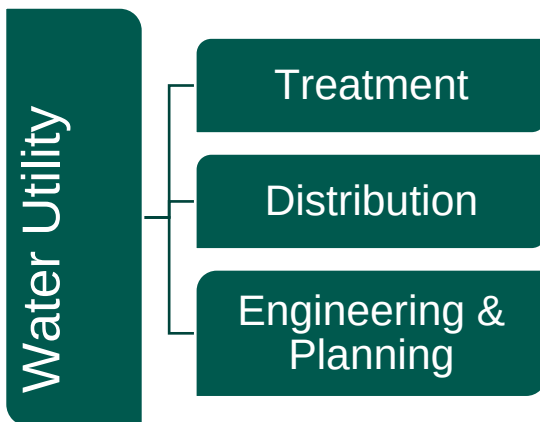 Water Utility
Treatment
Distribution
Engineering &
Planning